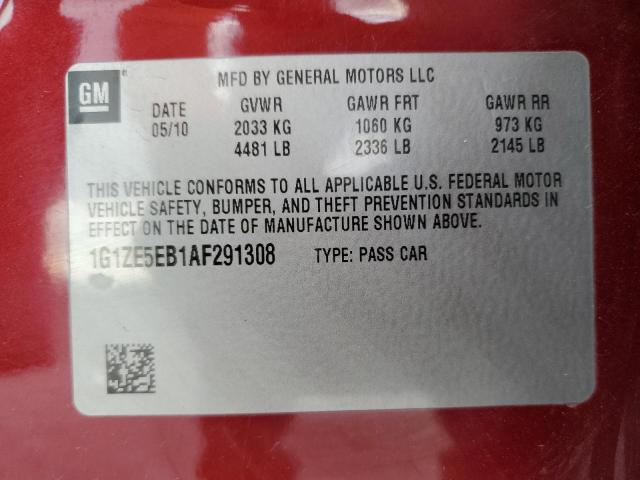 GM
MFD BY GENERAL MOTORS LLC
DATE GVWR GAWR FRT GAWR RR
05/10 2033 KG 1060 KG 973 KG
4481 LB 2336 LB 2145 LB
THIS VEHICLE CONFORMS TO ALL APPLICABLE U.S. FEDERAL MOTOR
VEHICLE SAFETY, BUMPER, AND THEFT PREVENTION STANDARDS IN
EFFECT ON THE DATE OF MANUFACTURE SHOWN ABOVE.
1G1ZE5EB1AF291308 TYPE: PASS CAR